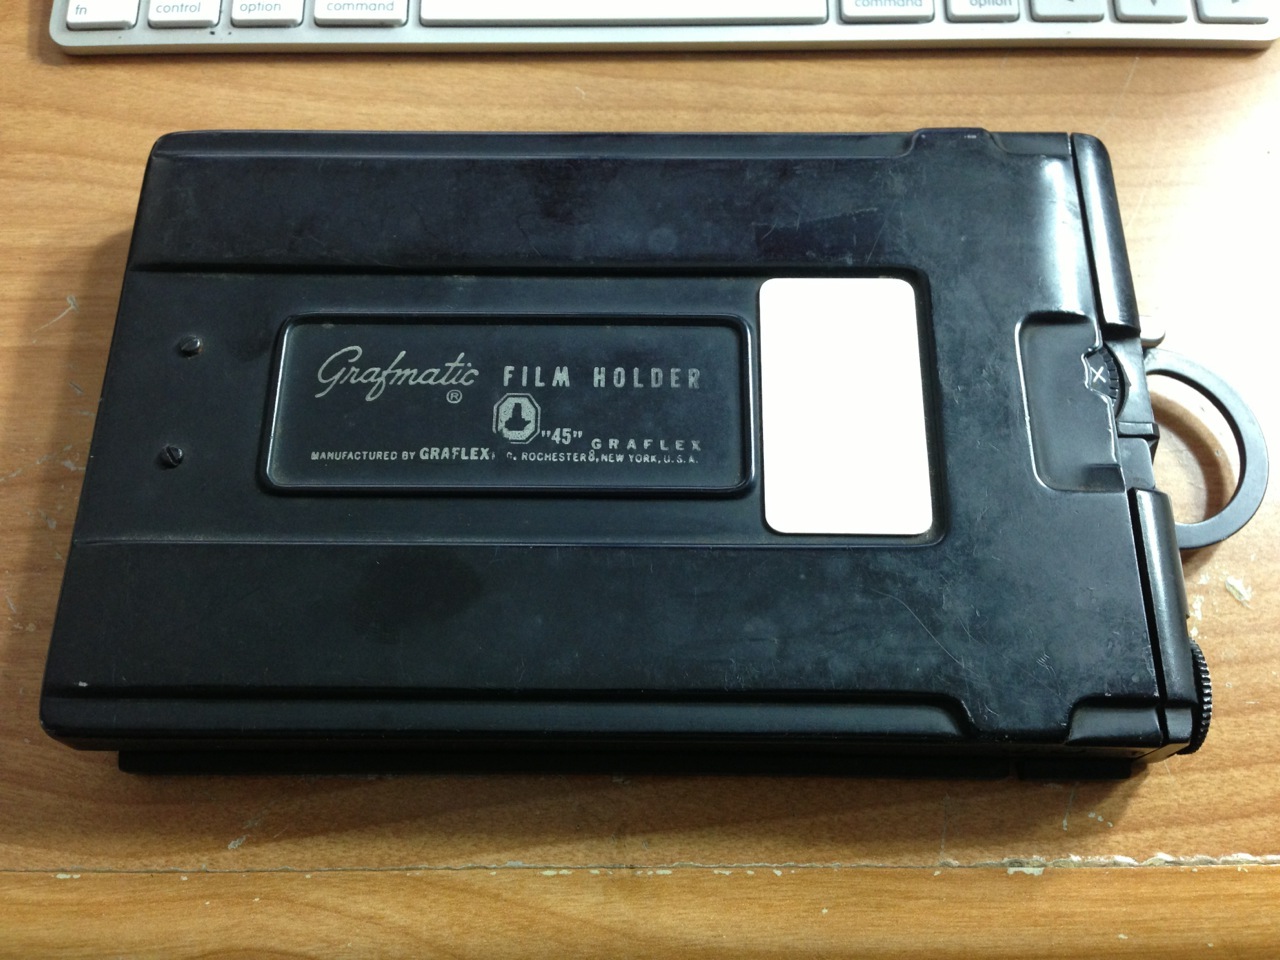 fn control option command command option
Grafmatic FILM HOLDER
®
"45" GRAFLEX
MANUFACTURED BY GRAFLEX, ROCHESTER 8, NEW YORK, U.S.A.
X